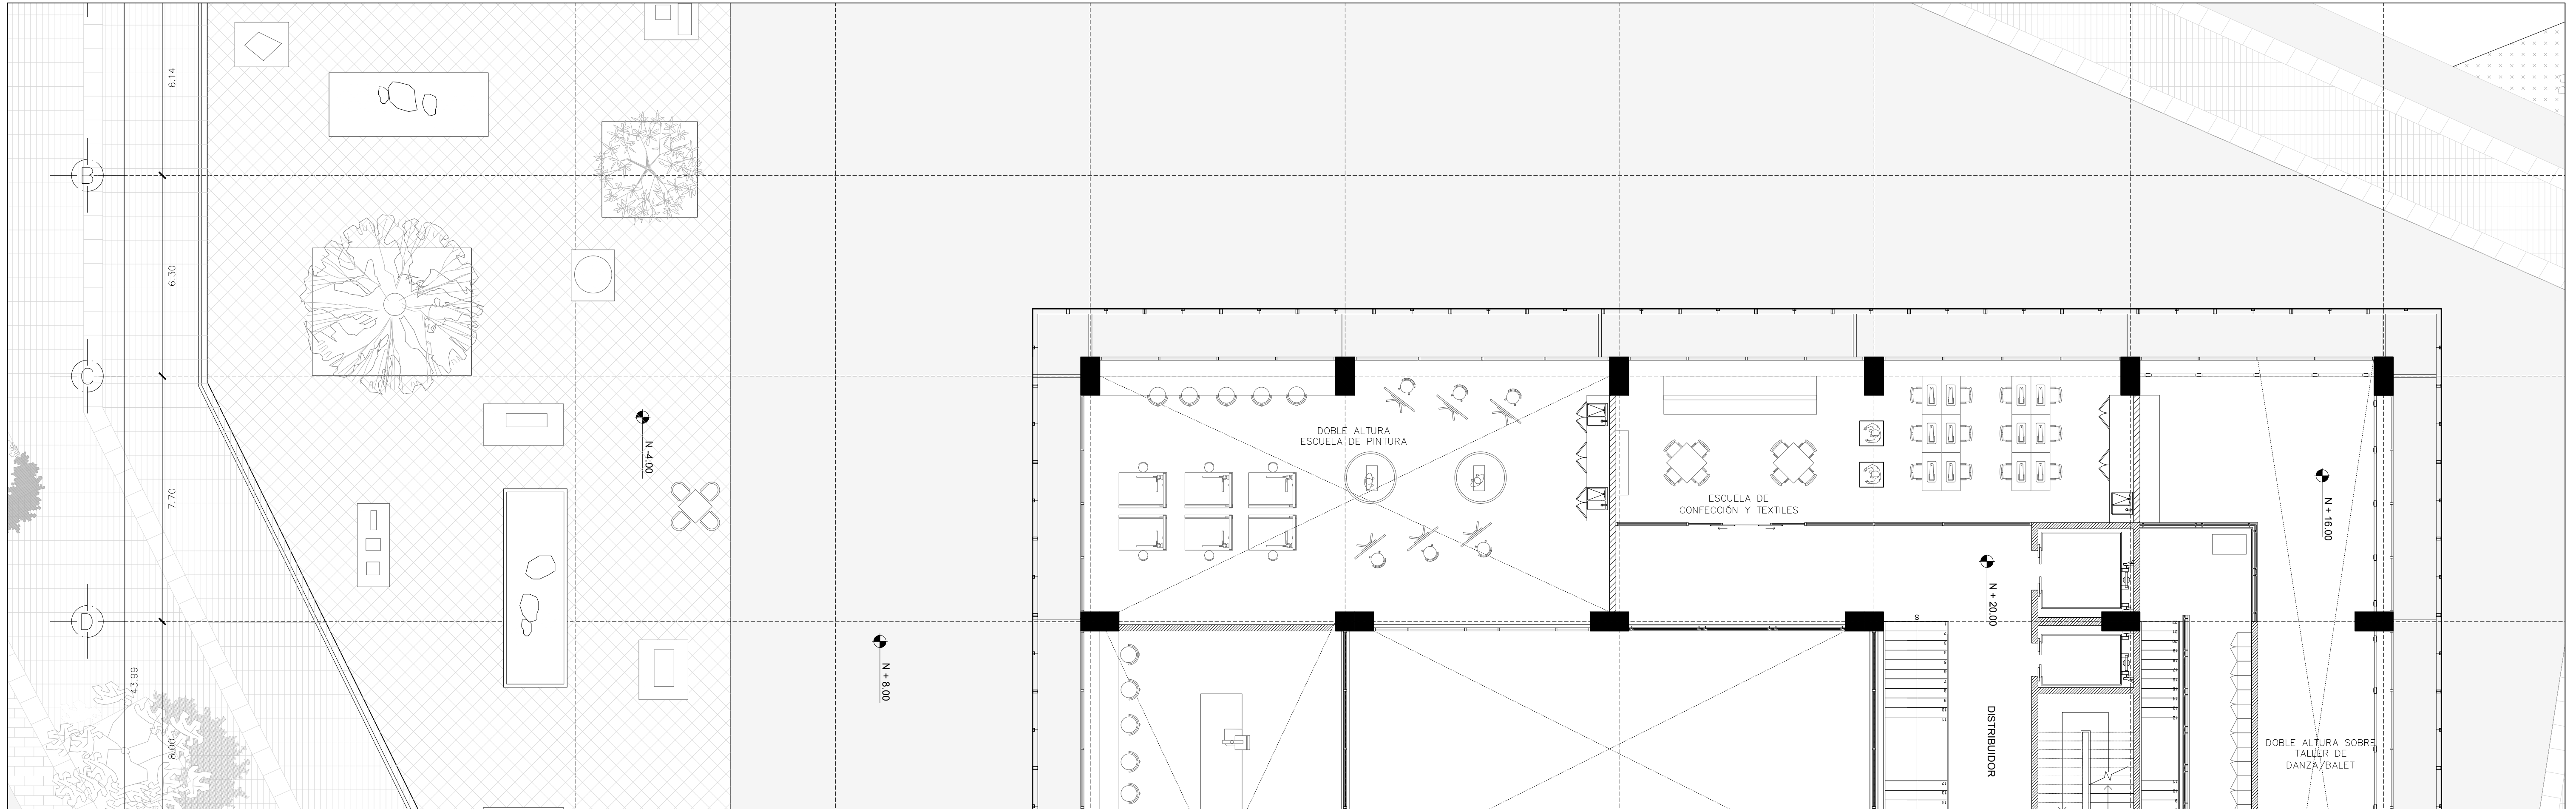 6.14
B
6.30
C
N -4.00
7.70
D
43.99
8.00
N + 8.00
DOBLE ALTURA
ESCUELA DE PINTURA
ESCUELA DE
CONFECCIÓN Y TEXTILES
N + 16.00
N + 20.00
S
DISTRIBUIDOR
DOBLE ALTURA SOBRE
TALLER DE
DANZA/BALET